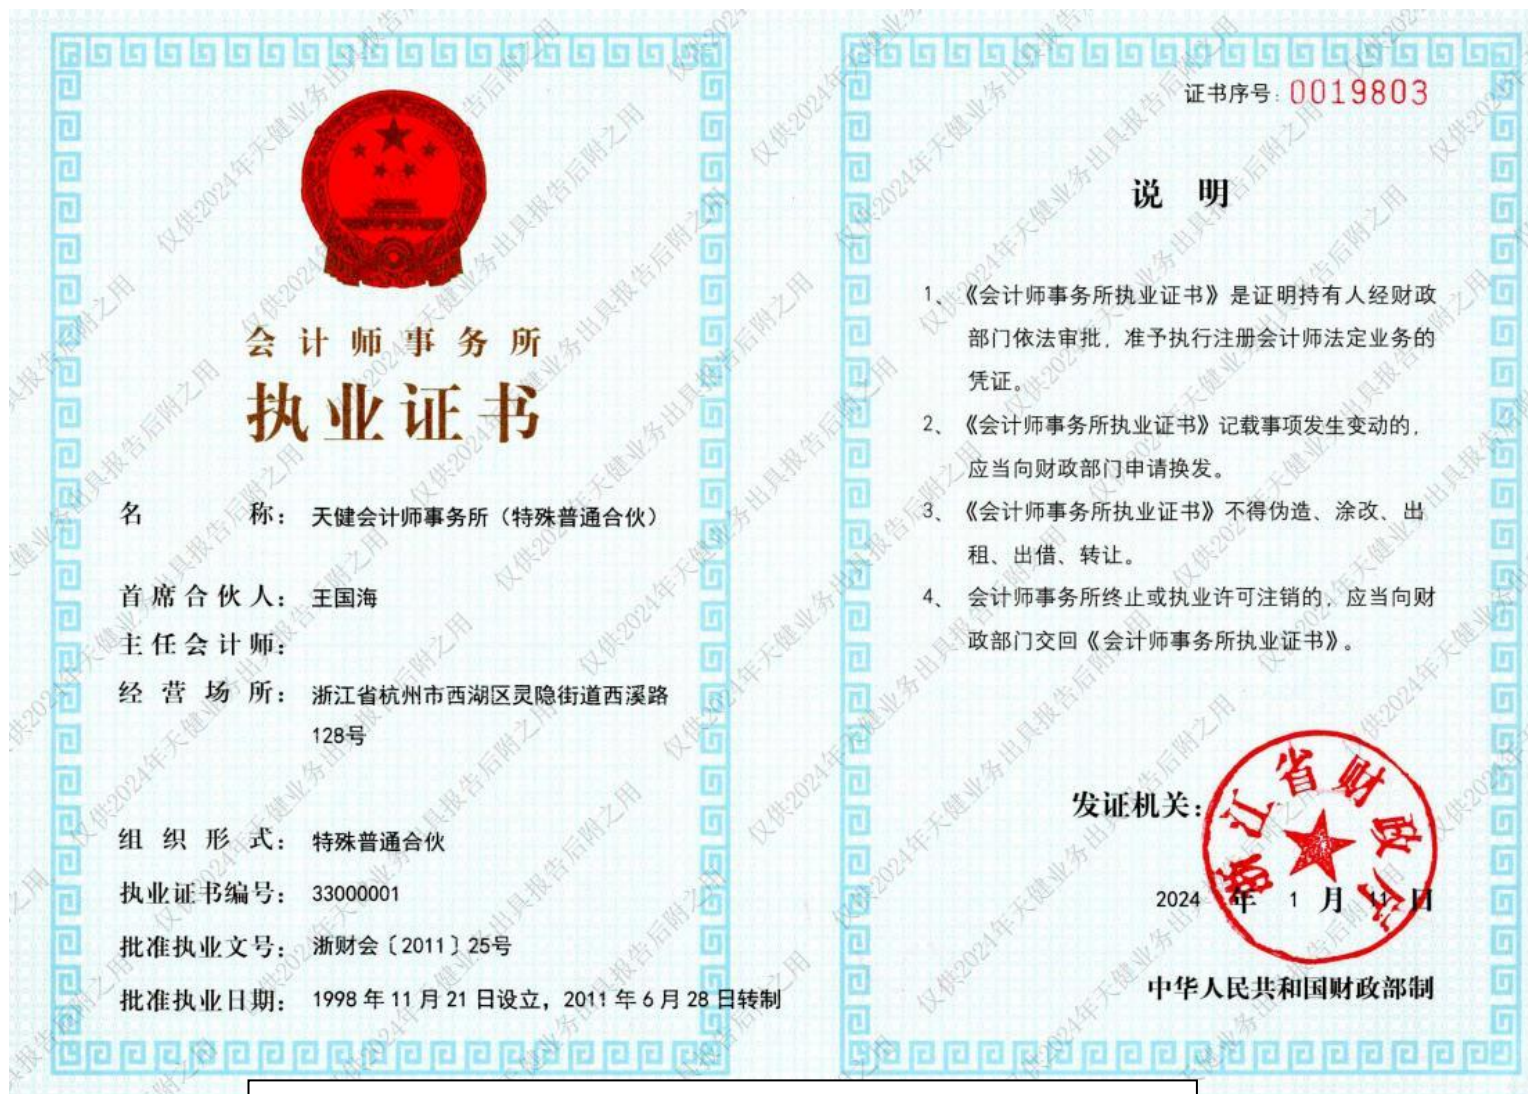 会计师事务所
执业证书
名 称： 天健会计师事务所（特殊普通合伙）
首席合伙人： 王国海
主任会计师：
经 营 场 所： 浙江省杭州市西湖区灵隐街道西溪路
128号
组 织 形 式： 特殊普通合伙
执业证书编号： 33000001
批准执业文号： 浙财会〔2011〕25号
批准执业日期： 1998 年 11 月 21 日设立，2011 年 6 月 28 日转制
证书序号：0019803
说 明
1、《会计师事务所执业证书》是证明持有人经财政
部门依法审批，准予执行注册会计师法定业务的
凭证。
2、《会计师事务所执业证书》记载事项发生变动的，
应当向财政部门申请换发。
3、《会计师事务所执业证书》不得伪造、涂改、出
租、出借、转让。
4、 会计师事务所终止或执业许可注销的，应当向财
政部门交回《会计师事务所执业证书》。
发证机关：
浙江省财政厅
2024 年 1 月 11 日
中华人民共和国财政部制
仅供2024年天健业务出具报告后附之用